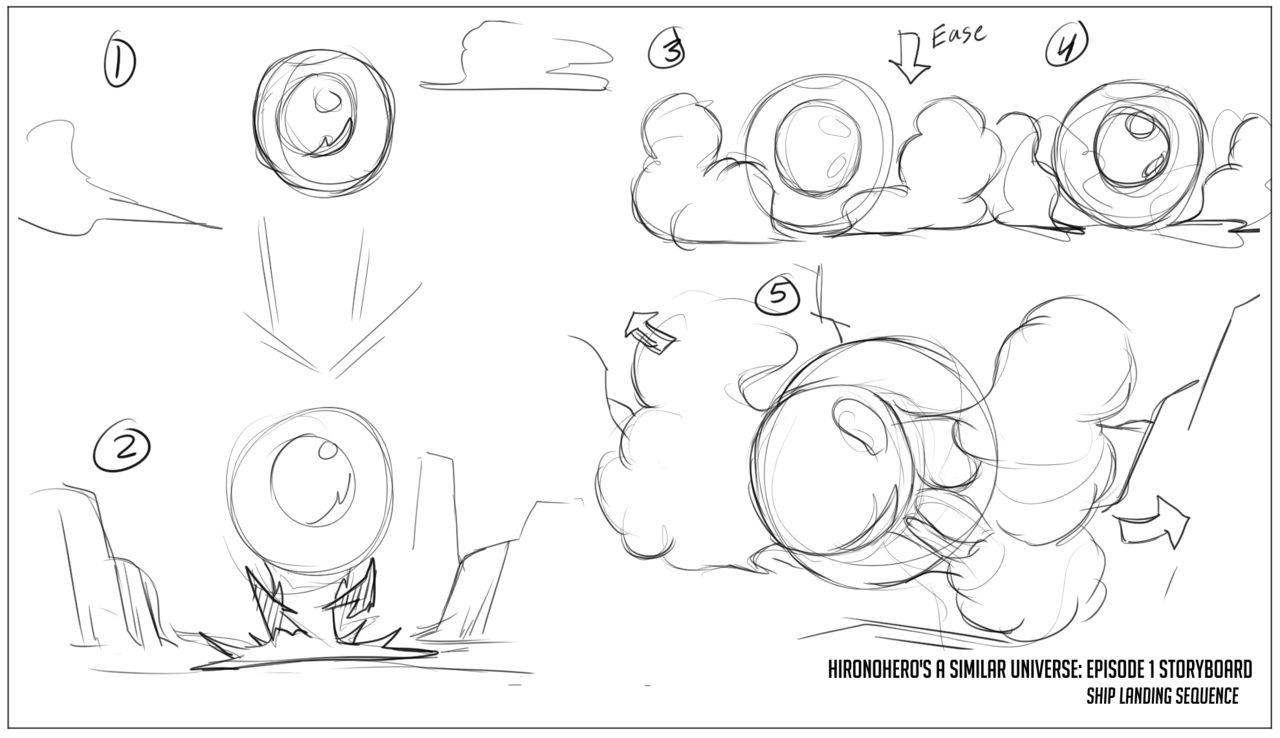 1
3
Ease
4
5
2
HIRONOHERO'S A SIMILAR UNIVERSE: EPISODE 1 STORYBOARD
SHIP LANDING SEQUENCE